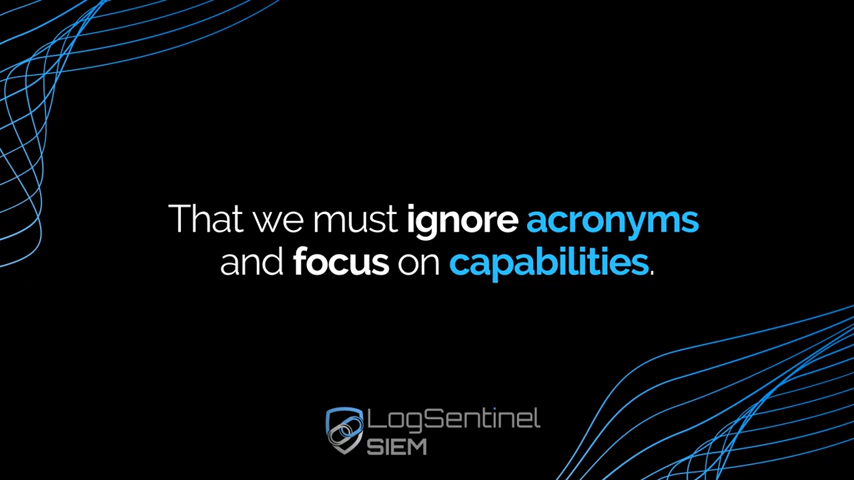 That we must ignore acronyms
and focus on capabilities.
LogSentinel
SIEM